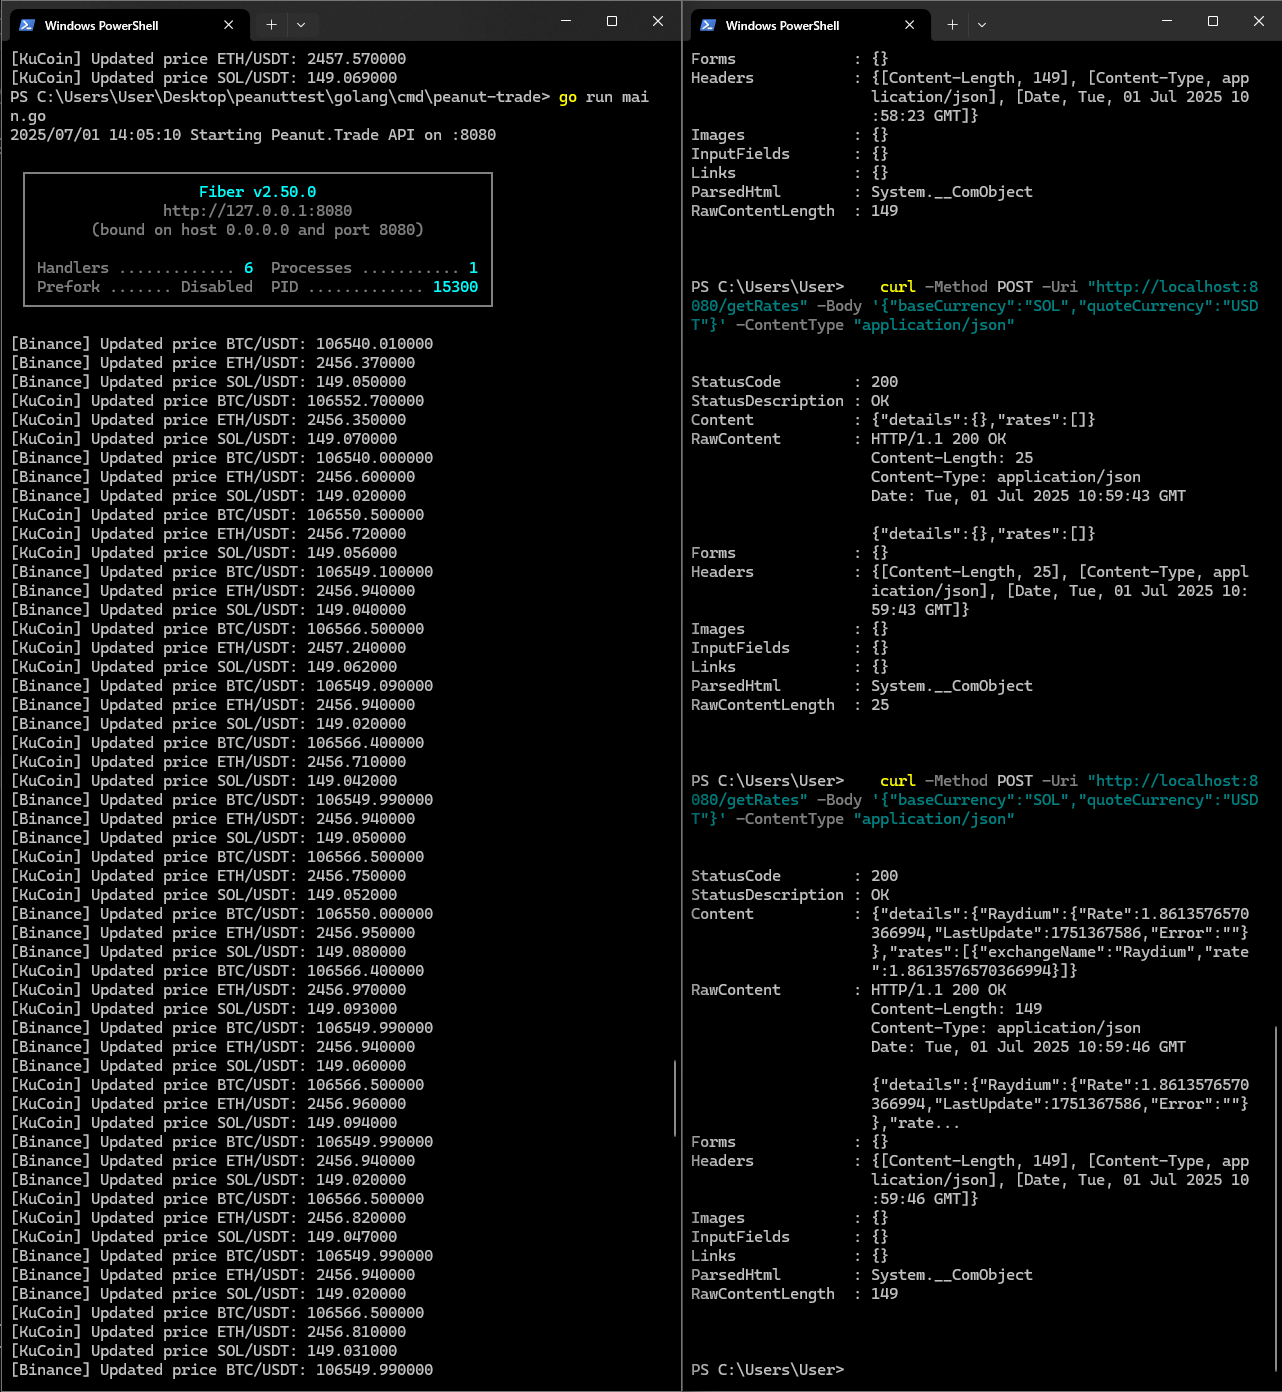 Windows PowerShell
[KuCoin] Updated price ETH/USDT: 2457.570000
[KuCoin] Updated price SOL/USDT: 149.069000
PS C:\Users\User\Desktop\peanuttest\golang\cmd\peanut-trade> go run mai
n.go
2025/07/01 14:05:10 Starting Peanut.Trade API on :8080
Fiber v2.50.0
http://127.0.0.1:8080
(bound on host 0.0.0.0 and port 8080)
Handlers ............. 6  Processes ........... 1
Prefork ....... Disabled  PID ............. 15300
[Binance] Updated price BTC/USDT: 106540.010000
[Binance] Updated price ETH/USDT: 2456.370000
[Binance] Updated price SOL/USDT: 149.050000
[KuCoin] Updated price BTC/USDT: 106552.700000
[KuCoin] Updated price ETH/USDT: 2456.350000
[KuCoin] Updated price SOL/USDT: 149.070000
[Binance] Updated price BTC/USDT: 106540.000000
[Binance] Updated price ETH/USDT: 2456.600000
[Binance] Updated price SOL/USDT: 149.020000
[KuCoin] Updated price BTC/USDT: 106550.500000
[KuCoin] Updated price ETH/USDT: 2456.720000
[KuCoin] Updated price SOL/USDT: 149.056000
[Binance] Updated price BTC/USDT: 106549.100000
[Binance] Updated price ETH/USDT: 2456.940000
[Binance] Updated price SOL/USDT: 149.040000
[KuCoin] Updated price BTC/USDT: 106566.500000
[KuCoin] Updated price ETH/USDT: 2457.240000
[KuCoin] Updated price SOL/USDT: 149.062000
[Binance] Updated price BTC/USDT: 106549.090000
[Binance] Updated price ETH/USDT: 2456.940000
[Binance] Updated price SOL/USDT: 149.020000
[KuCoin] Updated price BTC/USDT: 106566.400000
[KuCoin] Updated price ETH/USDT: 2456.710000
[KuCoin] Updated price SOL/USDT: 149.042000
[Binance] Updated price BTC/USDT: 106549.990000
[Binance] Updated price ETH/USDT: 2456.940000
[Binance] Updated price SOL/USDT: 149.050000
[KuCoin] Updated price BTC/USDT: 106566.500000
[KuCoin] Updated price ETH/USDT: 2456.750000
[KuCoin] Updated price SOL/USDT: 149.052000
[Binance] Updated price BTC/USDT: 106550.000000
[Binance] Updated price ETH/USDT: 2456.950000
[Binance] Updated price SOL/USDT: 149.080000
[KuCoin] Updated price BTC/USDT: 106566.400000
[KuCoin] Updated price ETH/USDT: 2456.970000
[KuCoin] Updated price SOL/USDT: 149.093000
[Binance] Updated price BTC/USDT: 106549.990000
[Binance] Updated price ETH/USDT: 2456.940000
[Binance] Updated price SOL/USDT: 149.060000
[KuCoin] Updated price BTC/USDT: 106566.500000
[KuCoin] Updated price ETH/USDT: 2456.960000
[KuCoin] Updated price SOL/USDT: 149.094000
[Binance] Updated price BTC/USDT: 106549.990000
[Binance] Updated price ETH/USDT: 2456.940000
[Binance] Updated price SOL/USDT: 149.020000
[KuCoin] Updated price BTC/USDT: 106566.500000
[KuCoin] Updated price ETH/USDT: 2456.820000
[KuCoin] Updated price SOL/USDT: 149.047000
[Binance] Updated price BTC/USDT: 106549.990000
[Binance] Updated price ETH/USDT: 2456.940000
[Binance] Updated price SOL/USDT: 149.020000
[KuCoin] Updated price BTC/USDT: 106566.500000
[KuCoin] Updated price ETH/USDT: 2456.810000
[KuCoin] Updated price SOL/USDT: 149.031000
[Binance] Updated price BTC/USDT: 106549.990000
Windows PowerShell
Forms             : {}
Headers           : {[Content-Length, 149], [Content-Type, app
lication/json], [Date, Tue, 01 Jul 2025 10
:58:23 GMT]}
Images            : {}
InputFields       : {}
Links             : {}
ParsedHtml        : System.__ComObject
RawContentLength  : 149
PS C:\Users\User>    curl -Method POST -Uri "http://localhost:8
080/getRates" -Body '{"baseCurrency":"SOL","quoteCurrency":"USD
T"}' -ContentType "application/json"
StatusCode        : 200
StatusDescription : OK
Content           : {"details":{},"rates":[]}
RawContent        : HTTP/1.1 200 OK
Content-Length: 25
Content-Type: application/json
Date: Tue, 01 Jul 2025 10:59:43 GMT
{"details":{},"rates":[]}
Forms             : {}
Headers           : {[Content-Length, 25], [Content-Type, appl
ication/json], [Date, Tue, 01 Jul 2025 10:
59:43 GMT]}
Images            : {}
InputFields       : {}
Links             : {}
ParsedHtml        : System.__ComObject
RawContentLength  : 25
PS C:\Users\User>    curl -Method POST -Uri "http://localhost:8
080/getRates" -Body '{"baseCurrency":"SOL","quoteCurrency":"USD
T"}' -ContentType "application/json"
StatusCode        : 200
StatusDescription : OK
Content           : {"details":{"Raydium":{"Rate":1.8613576570
366994,"LastUpdate":1751367586,"Error":""}
},"rates":[{"exchangeName":"Raydium","rate
":1.8613576570366994}]}
RawContent        : HTTP/1.1 200 OK
Content-Length: 149
Content-Type: application/json
Date: Tue, 01 Jul 2025 10:59:46 GMT
{"details":{"Raydium":{"Rate":1.8613576570
366994,"LastUpdate":1751367586,"Error":""}
},"rate...
Forms             : {}
Headers           : {[Content-Length, 149], [Content-Type, app
lication/json], [Date, Tue, 01 Jul 2025 10
:59:46 GMT]}
Images            : {}
InputFields       : {}
Links             : {}
ParsedHtml        : System.__ComObject
RawContentLength  : 149
PS C:\Users\User>